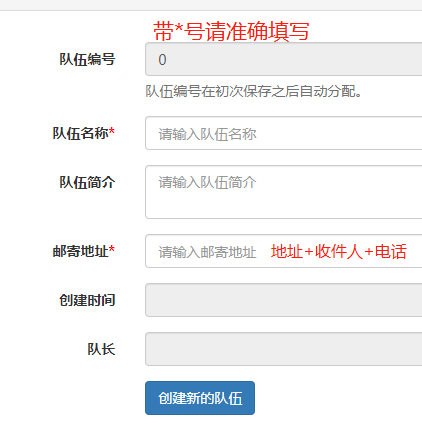 带*号请准确填写
队伍编号 0
队伍编号在初次保存之后自动分配。
队伍名称* 请输入队伍名称
队伍简介 请输入队伍简介
邮寄地址* 请输入邮寄地址 地址+收件人+电话
创建时间
队长
创建新的队伍